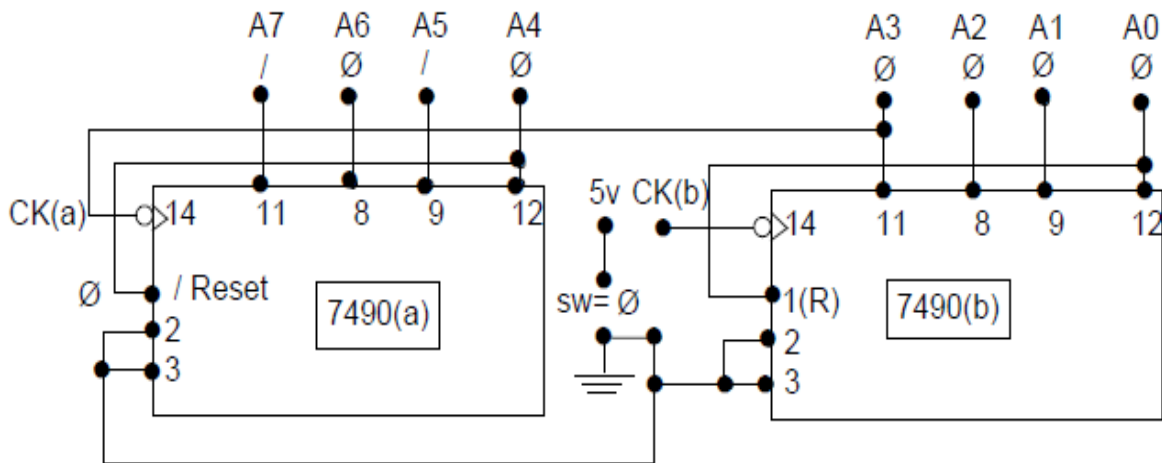 A7 A6 A5 A4 A3 A2 A1 A0
/ Ø / Ø Ø Ø Ø Ø
5v CK(b)
CK(a) 14 11 8 9 12 14 11 8 9 12
Ø / Reset sw= Ø 1(R)
7490(a) 7490(b)
2 2
3 3